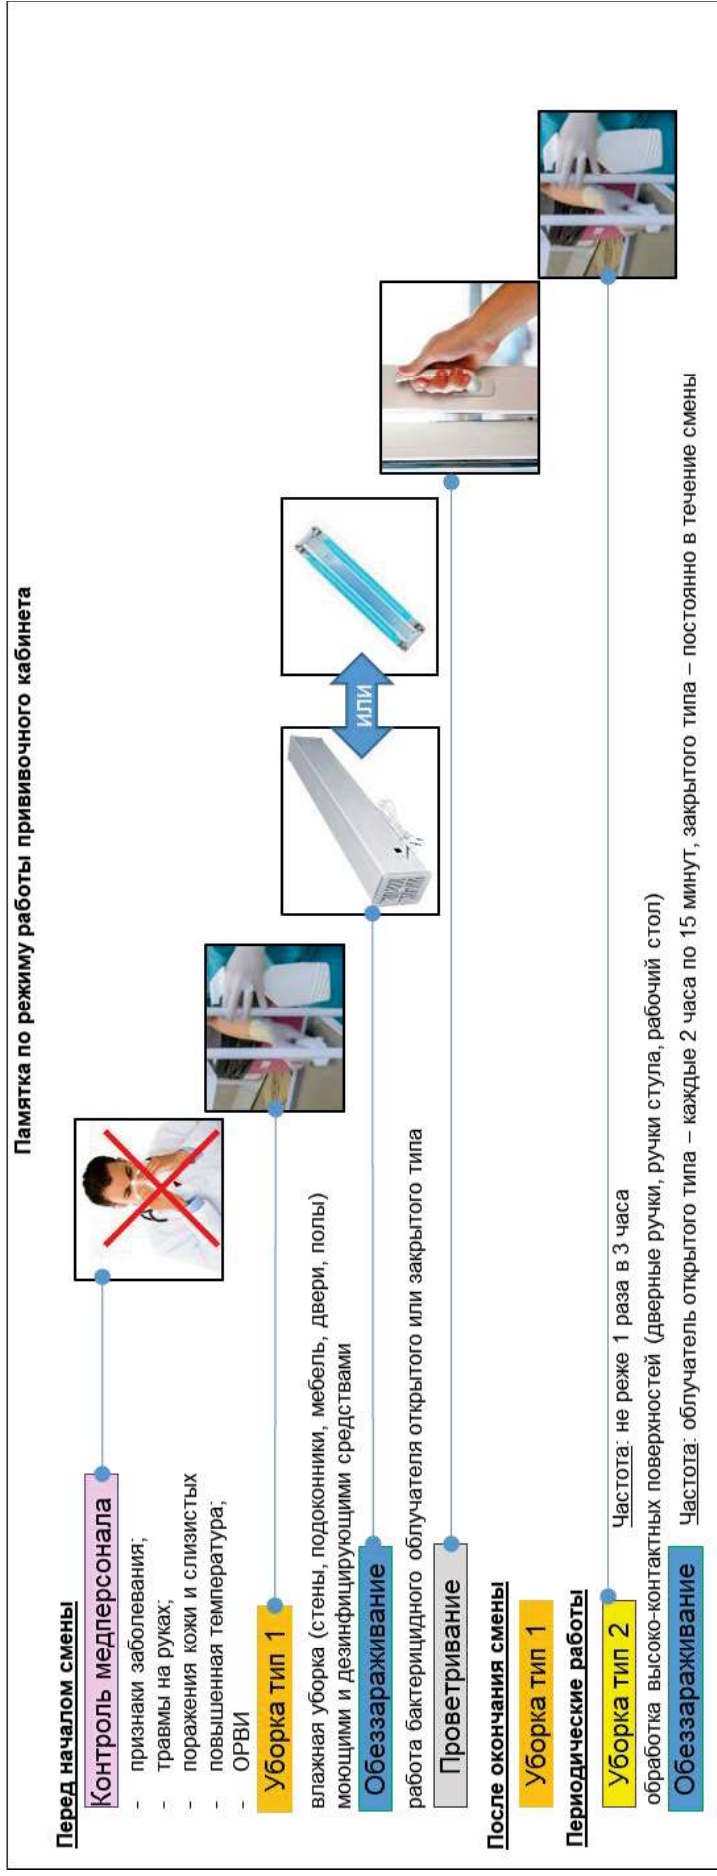 Памятка по режиму работы прививочного кабинета
Перед началом смены
Контроль медперсонала
- признаки заболевания;
- травмы на руках;
- поражения кожи и слизистых
- повышенная температура;
- ОРВИ
Уборка тип 1
влажная уборка (стены, подоконники, мебель, двери, полы)
моющими и дезинфицирующими средствами
Обеззараживание
ИЛИ
работа бактерицидного облучателя открытого или закрытого типа
Проветривание
После окончания смены
Уборка тип 1
Периодические работы
Уборка тип 2
Частота: не реже 1 раза в 3 часа
обработка высоко-контактных поверхностей (дверные ручки, ручки стула, рабочий стол)
Обеззараживание
Частота: облучатель открытого типа – каждые 2 часа по 15 минут, закрытого типа – постоянно в течение смены